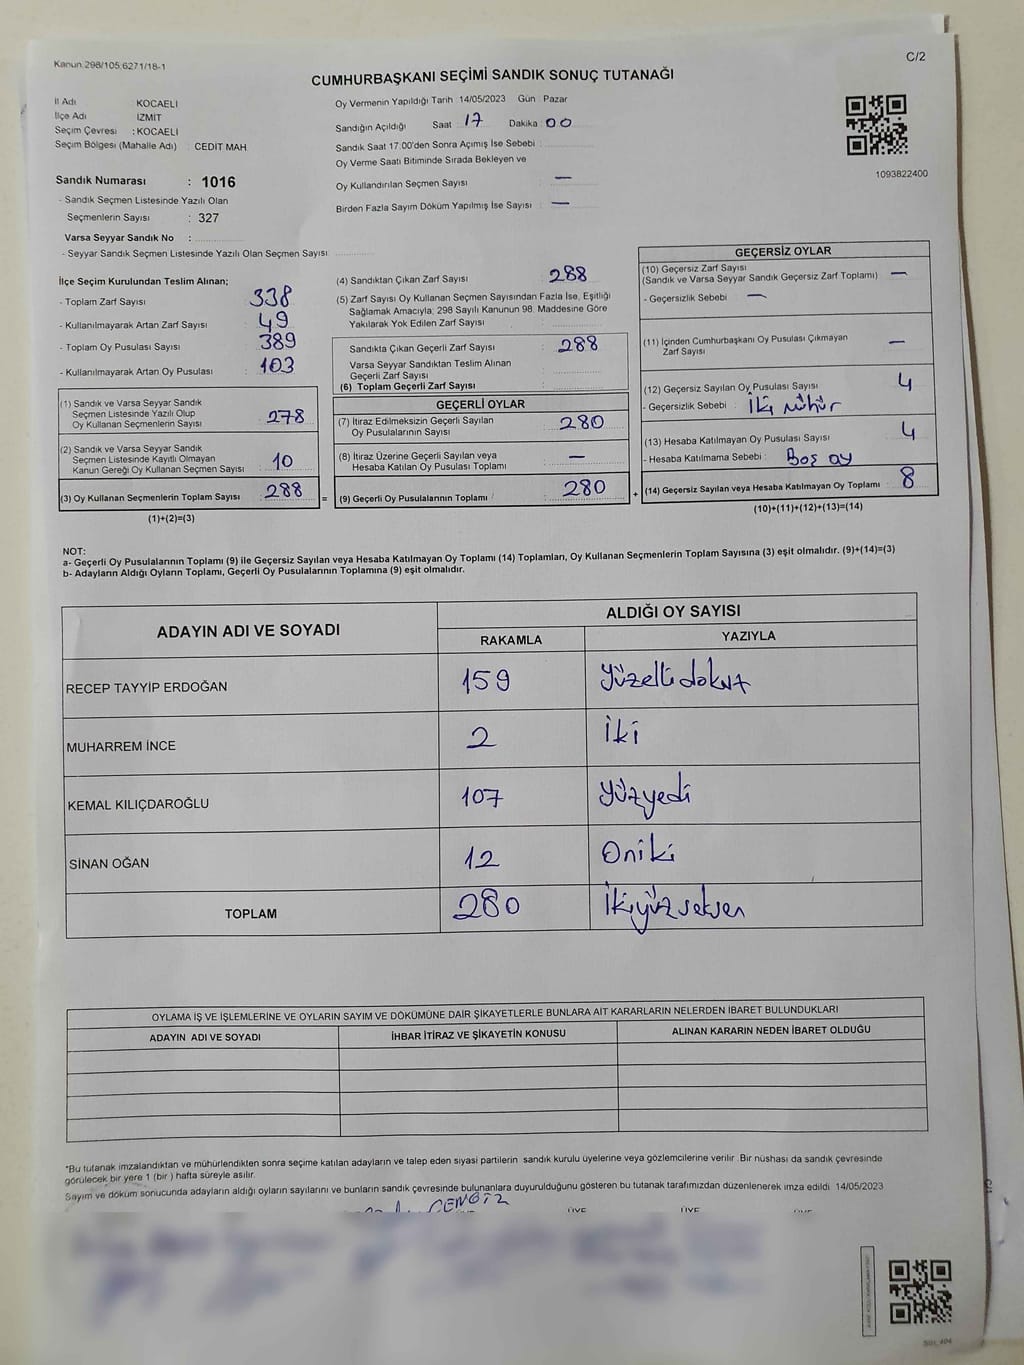 Kanun:298/105,6271/18-1
C/2
CUMHURBAŞKANI SEÇİMİ SANDIK SONUÇ TUTANAĞI
İl Adı KOCAELİ
İlçe Adı İZMİT
Seçim Çevresi : KOCAELİ
Seçim Bölgesi (Mahalle Adı) : CEDİT MAH.
Sandık Numarası : 1016
- Sandık Seçmen Listesinde Yazılı Olan
Seçmenlerin Sayısı : 327
Varsa Seyyar Sandık No :
- Seyyar Sandık Seçmen Listesinde Yazılı Olan Seçmen Sayısı:
Oy Vermenin Yapıldığı Tarih :14/05/2023 Gün : Pazar
Sandığın Açıldığı Saat : 17 Dakika : 00
Sandık Saat 17:00'den Sonra Açımış İse Sebebi :
Oy Verme Saati Bitiminde Sırada Bekleyen ve
Oy Kullandırılan Seçmen Sayısı : —
Birden Fazla Sayım Döküm Yapılmış İse Sayısı : —
1093822400
İlçe Seçim Kurulundan Teslim Alınan;
- Toplam Zarf Sayısı 338
- Kullanılmayarak Artan Zarf Sayısı 49
- Toplam Oy Pusulası Sayısı 389
- Kullanılmayarak Artan Oy Pusulası 103
(1) Sandık ve Varsa Seyyar Sandık
Seçmen Listesinde Yazılı Olup
Oy Kullanan Seçmenlerin Sayısı : 278
(2) Sandık ve Varsa Seyyar Sandık
Seçmen Listesinde Kayıtlı Olmayan
Kanun Gereği Oy Kullanan Seçmen Sayısı : 10
(3) Oy Kullanan Seçmenlerin Toplam Sayısı : 288
(1)+(2)=(3)
=
(4) Sandıktan Çıkan Zarf Sayısı : 288
(5) Zarf Sayısı Oy Kullanan Seçmen Sayısından Fazla İse, Eşitliği
Sağlamak Amacıyla; 298 Sayılı Kanunun 98. Maddesine Göre
Yakılarak Yok Edilen Zarf Sayısı :
Sandıkta Çıkan Geçerli Zarf Sayısı : 288
Varsa Seyyar Sandıktan Teslim Alınan
Geçerli Zarf Sayısı :
(6) Toplam Geçerli Zarf Sayısı :
GEÇERLİ OYLAR
(7) İtiraz Edilmeksizin Geçerli Sayılan
Oy Pusulalarının Sayısı : 280
(8) İtiraz Üzerine Geçerli Sayılan veya
Hesaba Katılan Oy Pusulası Toplamı : —
(9) Geçerli Oy Pusulalarının Toplamı : 280
+
GEÇERSİZ OYLAR
(10) Geçersiz Zarf Sayısı
(Sandık ve Varsa Seyyar Sandık Geçersiz Zarf Toplamı) : —
- Geçersizlik Sebebi : —
(11) İçinden Cumhurbaşkanı Oy Pusulası Çıkmayan
Zarf Sayısı : —
(12) Geçersiz Sayılan Oy Pusulası Sayısı : 4
- Geçersizlik Sebebi : İki mühür
(13) Hesaba Katılmayan Oy Pusulası Sayısı : 4
- Hesaba Katılmama Sebebi : Boş oy
(14) Geçersiz Sayılan veya Hesaba Katılmayan Oy Toplamı : 8
(10)+(11)+(12)+(13)=(14)
NOT:
a- Geçerli Oy Pusulalarının Toplamı (9) ile Geçersiz Sayılan veya Hesaba Katılmayan Oy Toplamı (14) Toplamları, Oy Kullanan Seçmenlerin Toplam Sayısına (3) eşit olmalıdır. (9)+(14)=(3)
b- Adayların Aldığı Oyların Toplamı, Geçerli Oy Pusulalarının Toplamına (9) eşit olmalıdır.
ADAYIN ADI VE SOYADI ALDIĞI OY SAYISI
RAKAMLA YAZIYLA
RECEP TAYYİP ERDOĞAN 159 Yüzellidokuz
MUHARREM İNCE 2 İki
KEMAL KILIÇDAROĞLU 107 Yüzyedi
SİNAN OĞAN 12 Oniki
TOPLAM 280 İkiyüzseksen
OYLAMA İŞ VE İŞLEMLERİNE VE OYLARIN SAYIM VE DÖKÜMÜNE DAİR ŞİKAYETLERLE BUNLARA AİT KARARLARIN NELERDEN İBARET BULUNDUKLARI
ADAYIN ADI VE SOYADI İHBAR İTİRAZ VE ŞİKAYETİN KONUSU ALINAN KARARIN NEDEN İBARET OLDUĞU
*Bu tutanak imzalandıktan ve mühürlendikten sonra seçime katılan adayların ve talep eden siyasi partilerin sandık kurulu üyelerine veya gözlemcilerine verilir. Bir nüshası da sandık çevresinde
görülecek bir yere 1 (bir) hafta süreyle asılır.
Sayım ve döküm sonucunda adayların aldığı oyların sayılarını ve bunların sandık çevresinde bulunanlara duyurulduğunu gösteren bu tutanak tarafımızdan düzenlenerek imza edildi. 14/05/2023
CENGİZ
ÜYE ÜYE
C/1